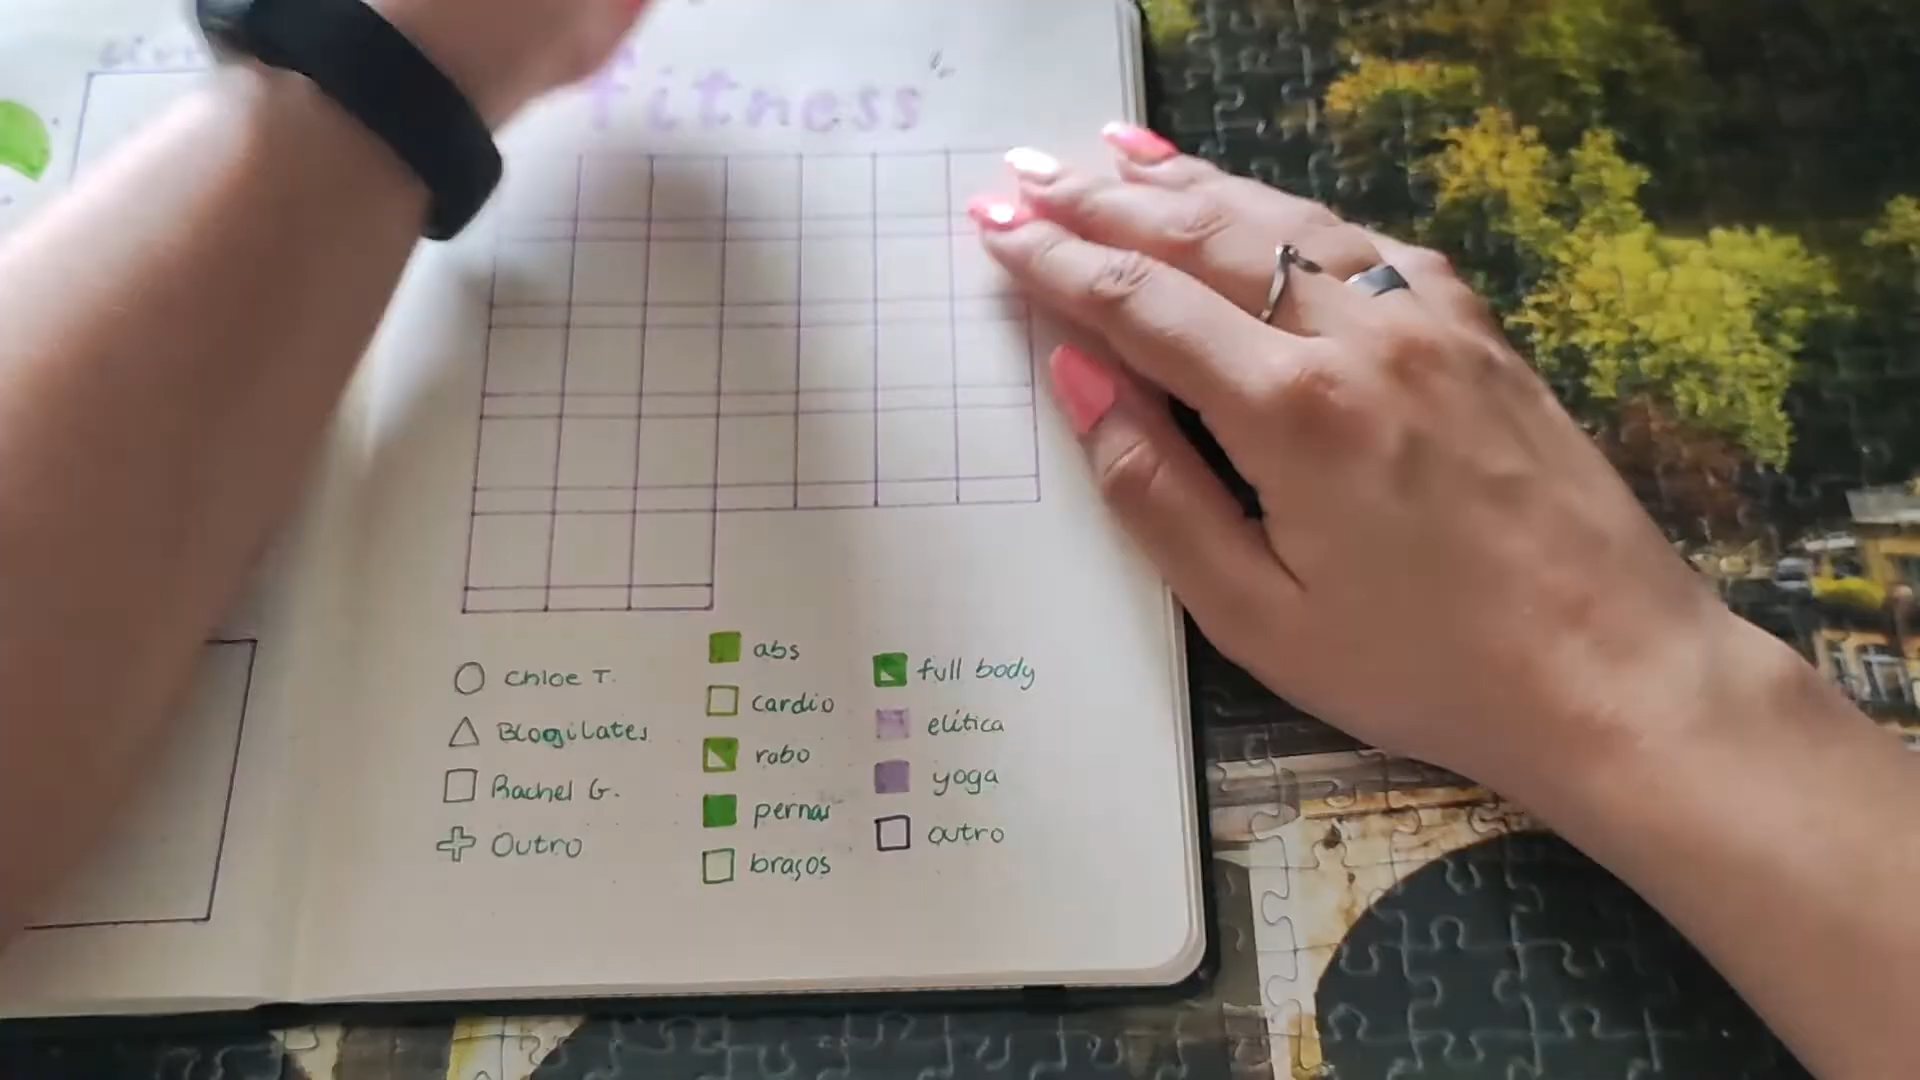 fitness
Chloe T.
Blogilates
Rachel G.
Outro
abs
cardio
rabo
pernas
braços
full body
elítica
yoga
outro